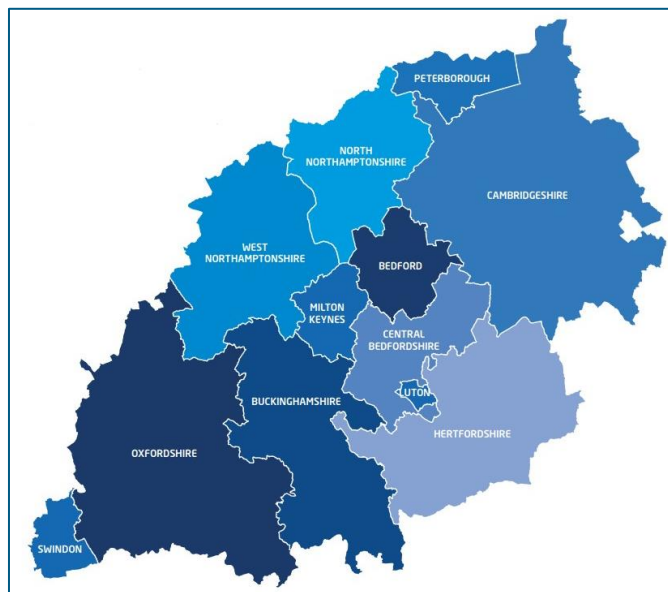 PETERBOROUGH
NORTH
NORTHAMPTONSHIRE
CAMBRIDGESHIRE
WEST
NORTHAMPTONSHIRE
BEDFORD
MILTON
KEYNES
CENTRAL
BEDFORDSHIRE
LUTON
BUCKINGHAMSHIRE
HERTFORDSHIRE
OXFORDSHIRE
SWINDON